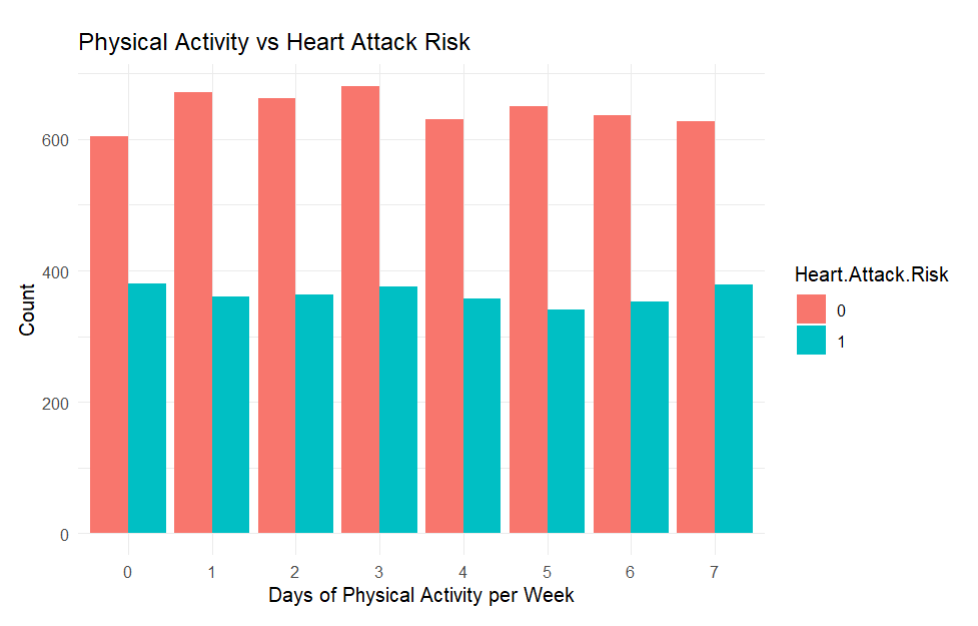 Physical Activity vs Heart Attack Risk
600
400
200
0
Count
0 1 2 3 4 5 6 7
Days of Physical Activity per Week
Heart.Attack.Risk
0
1